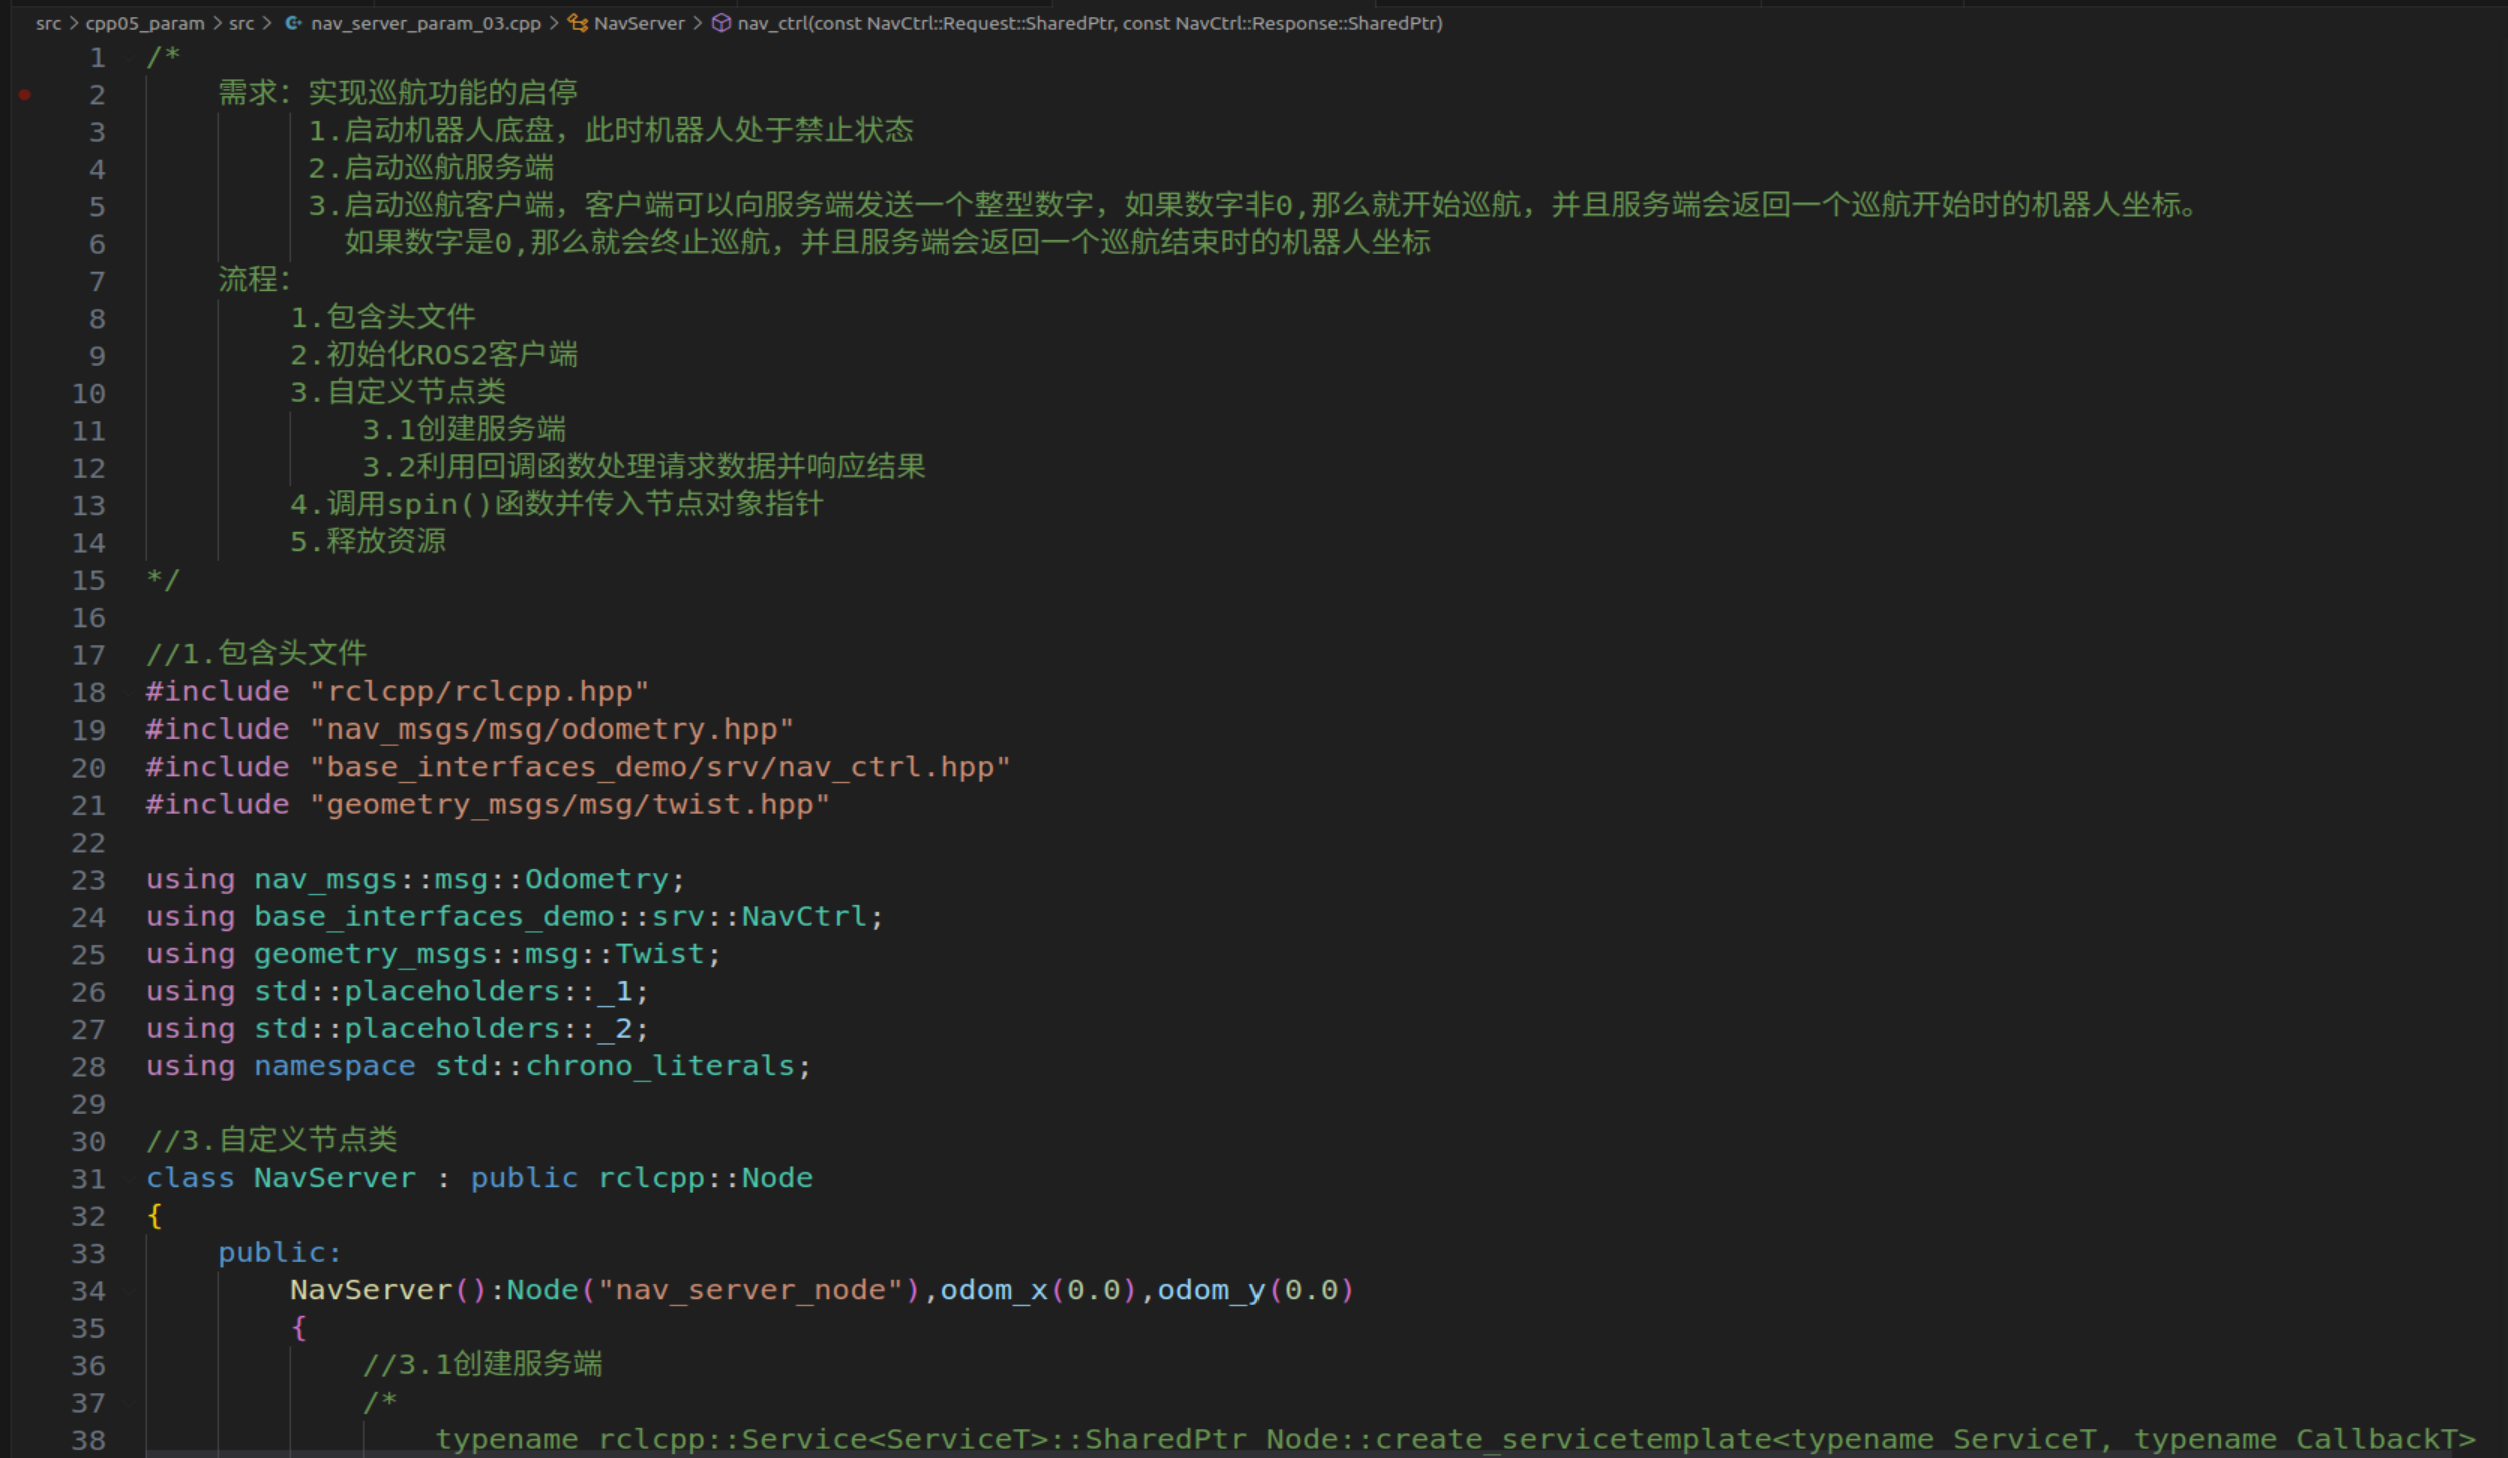 src > cpp05_param > src > nav_server_param_03.cpp > NavServer > nav_ctrl(const NavCtrl::Request::SharedPtr, const NavCtrl::Response::SharedPtr)
1 /*
2 需求：实现巡航功能的启停
3 1.启动机器人底盘，此时机器人处于禁止状态
4 2.启动巡航服务端
5 3.启动巡航客户端，客户端可以向服务端发送一个整型数字，如果数字非0,那么就开始巡航，并且服务端会返回一个巡航开始时的机器人坐标。
6 如果数字是0,那么就会终止巡航，并且服务端会返回一个巡航结束时的机器人坐标
7 流程：
8 1.包含头文件
9 2.初始化ROS2客户端
10 3.自定义节点类
11 3.1创建服务端
12 3.2利用回调函数处理请求数据并响应结果
13 4.调用spin()函数并传入节点对象指针
14 5.释放资源
15 */
16
17 //1.包含头文件
18 #include "rclcpp/rclcpp.hpp"
19 #include "nav_msgs/msg/odometry.hpp"
20 #include "base_interfaces_demo/srv/nav_ctrl.hpp"
21 #include "geometry_msgs/msg/twist.hpp"
22
23 using nav_msgs::msg::Odometry;
24 using base_interfaces_demo::srv::NavCtrl;
25 using geometry_msgs::msg::Twist;
26 using std::placeholders::_1;
27 using std::placeholders::_2;
28 using namespace std::chrono_literals;
29
30 //3.自定义节点类
31 class NavServer : public rclcpp::Node
32 {
33 public:
34 NavServer():Node("nav_server_node"),odom_x(0.0),odom_y(0.0)
35 {
36 //3.1创建服务端
37 /*
38 typename rclcpp::Service<ServiceT>::SharedPtr Node::create_servicetemplate<typename ServiceT, typename CallbackT>